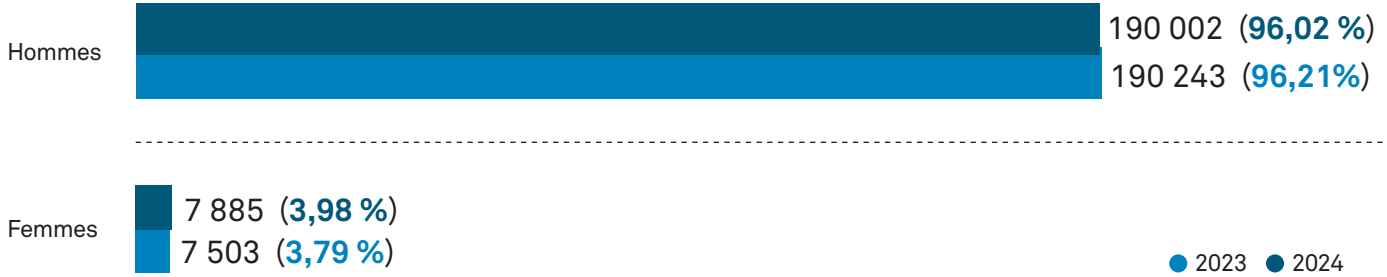 Hommes
190 002 (96,02 %)
190 243 (96,21%)
Femmes
7 885 (3,98 %)
7 503 (3,79 %)
2023 2024